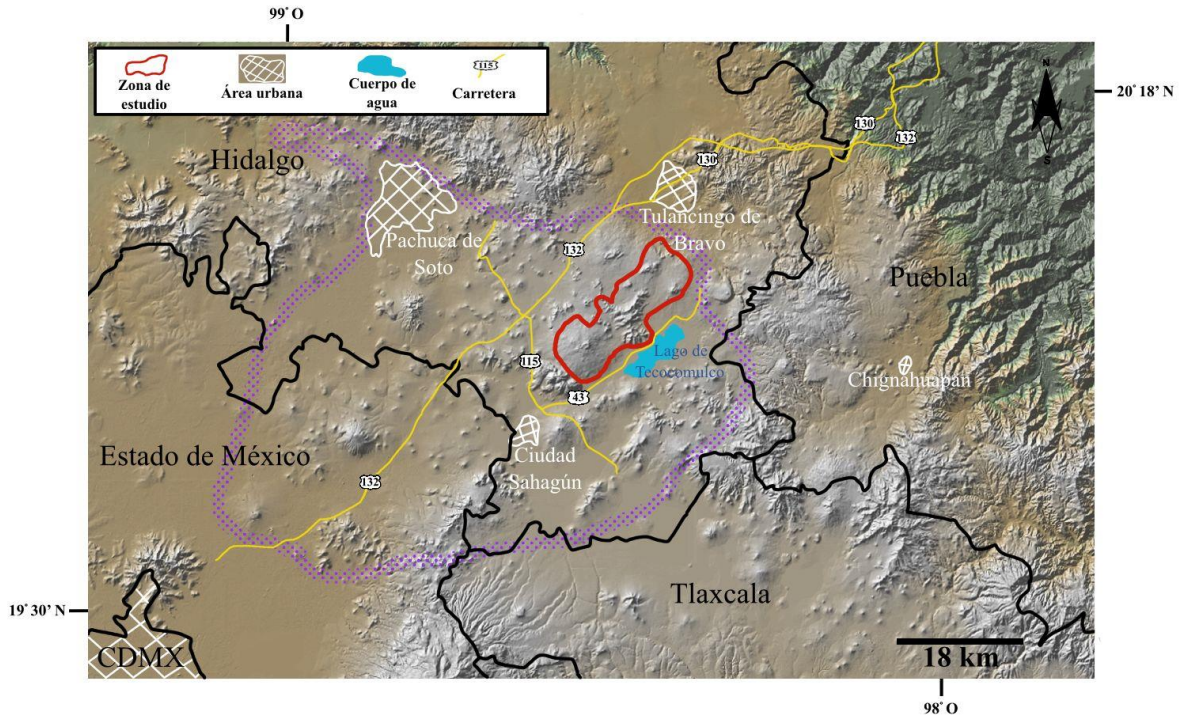 99° O
Zona de
estudio
Área urbana
Cuerpo de
agua
115
Carretera
N
S
20° 18' N
130
132
130
Hidalgo
Tulancingo de
Bravo
Pachuca de
Soto
132
Puebla
115
Lago de
Tecocomulco
Chignahuapan
43
Estado de México
Ciudad
Sahagún
132
Tlaxcala
19° 30' N
CDMX
18 km
98° O